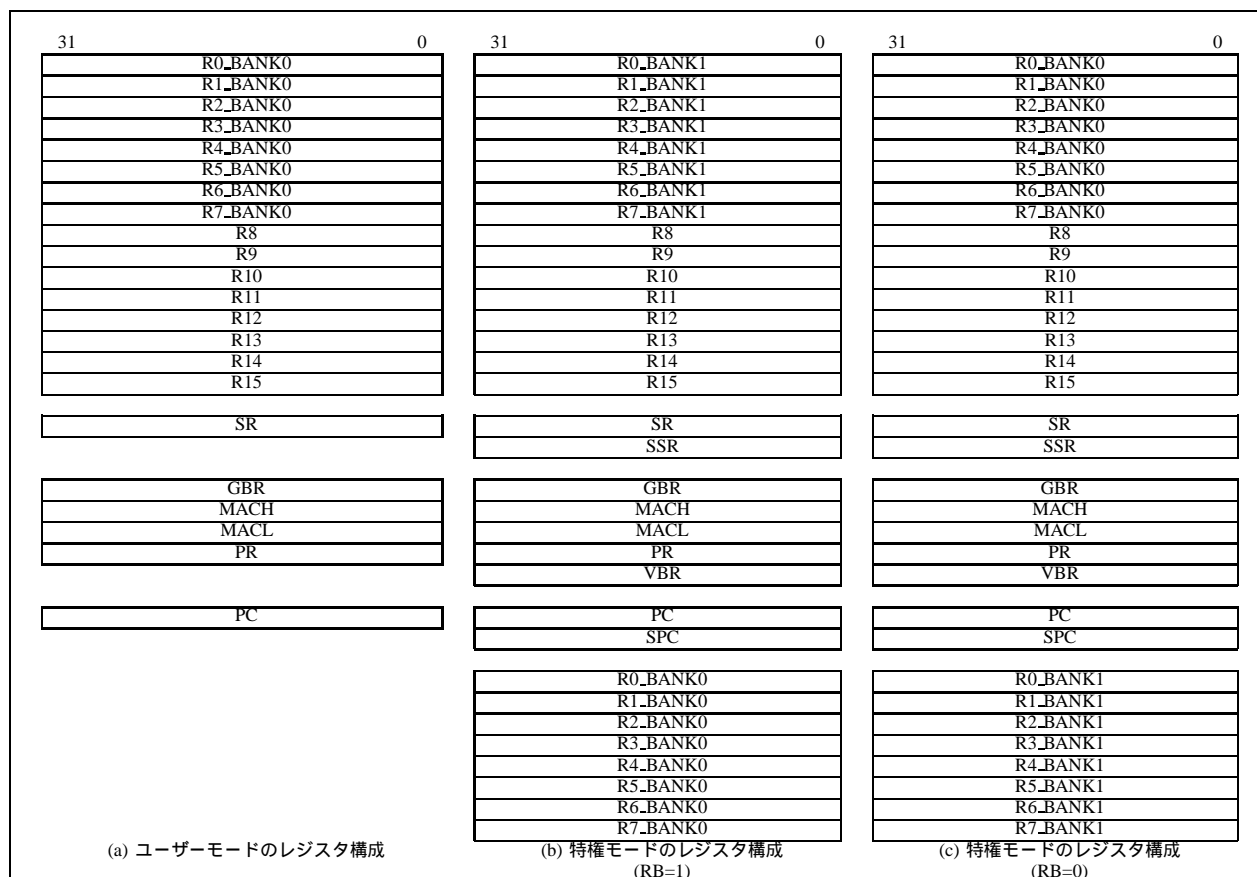 31 0
R0_BANK0
R1_BANK0
R2_BANK0
R3_BANK0
R4_BANK0
R5_BANK0
R6_BANK0
R7_BANK0
R8
R9
R10
R11
R12
R13
R14
R15
SR
GBR
MACH
MACL
PR
PC
(a) ユーザーモードのレジスタ構成
31 0
R0_BANK1
R1_BANK1
R2_BANK1
R3_BANK1
R4_BANK1
R5_BANK1
R6_BANK1
R7_BANK1
R8
R9
R10
R11
R12
R13
R14
R15
SR
SSR
GBR
MACH
MACL
PR
VBR
PC
SPC
R0_BANK0
R1_BANK0
R2_BANK0
R3_BANK0
R4_BANK0
R5_BANK0
R6_BANK0
R7_BANK0
(b) 特権モードのレジスタ構成
(RB=1)
31 0
R0_BANK0
R1_BANK0
R2_BANK0
R3_BANK0
R4_BANK0
R5_BANK0
R6_BANK0
R7_BANK0
R8
R9
R10
R11
R12
R13
R14
R15
SR
SSR
GBR
MACH
MACL
PR
VBR
PC
SPC
R0_BANK1
R1_BANK1
R2_BANK1
R3_BANK1
R4_BANK1
R5_BANK1
R6_BANK1
R7_BANK1
(c) 特権モードのレジスタ構成
(RB=0)